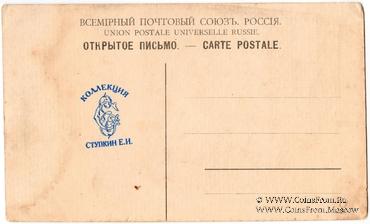 ВСЕМІРНЫЙ ПОЧТОВЫЙ СОЮЗЪ. РОССІЯ.
UNION POSTALE UNIVERSELLE RUSSIE.
ОТКРЫТОЕ ПИСЬМО. — CARTE POSTALE.
КОЛЛЕКЦИЯ
СТУПКИН Е.И.
© www.CoinsFrom.Ru
www.CoinsFrom.Moscow